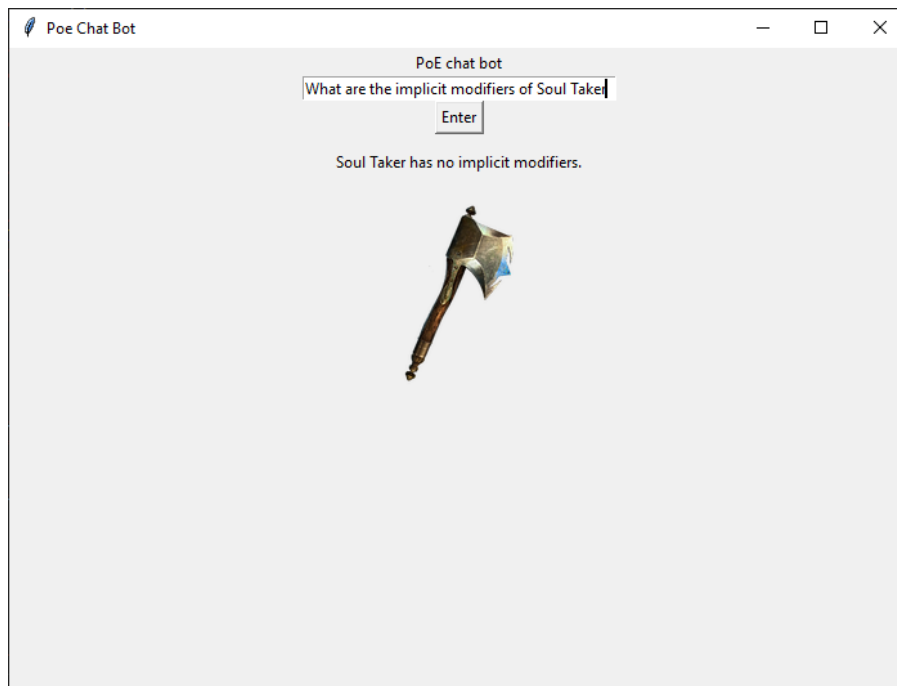 Poe Chat Bot
PoE chat bot
What are the implicit modifiers of Soul Taker
Enter
Soul Taker has no implicit modifiers.